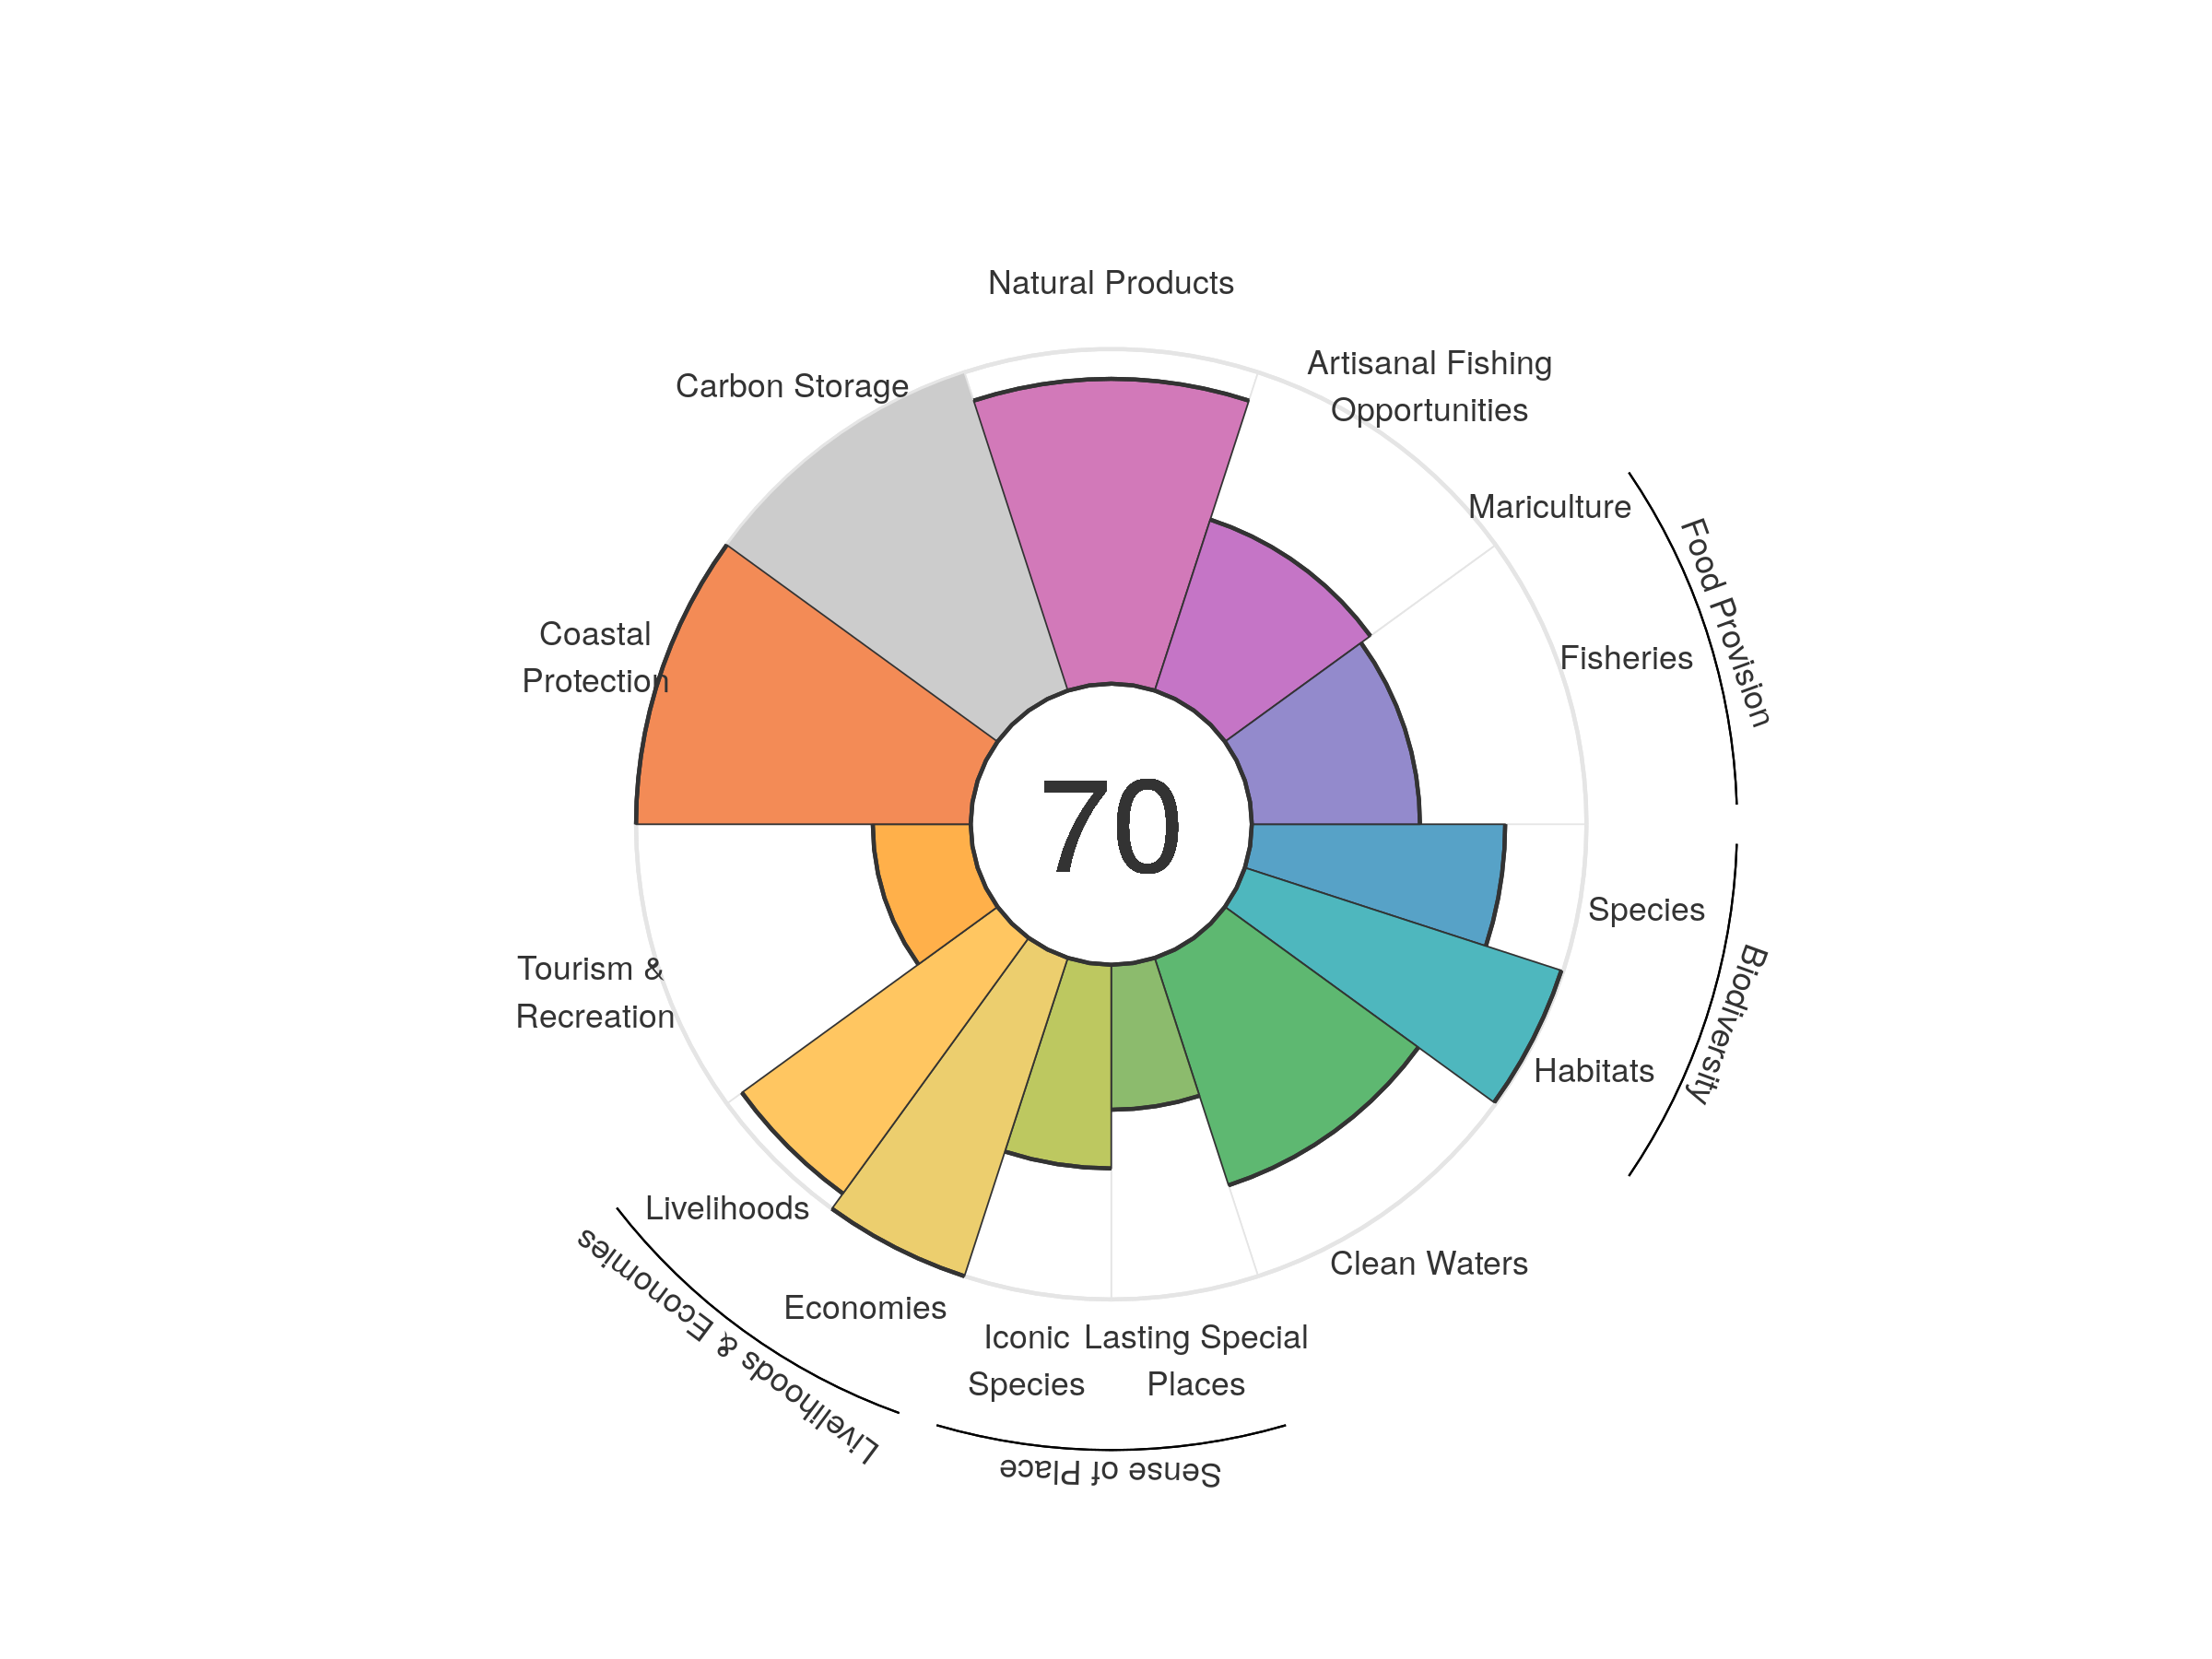 Natural Products
Carbon Storage
Artisanal Fishing
Opportunities
Mariculture
Food Provision
Coastal
Protection
Fisheries
70
Species
Biodiversity
Tourism &
Recreation
Habitats
Livelihoods
Clean Waters
Livelihoods & Economies
Economies
Iconic
Species
Lasting Special
Places
Sense of Place